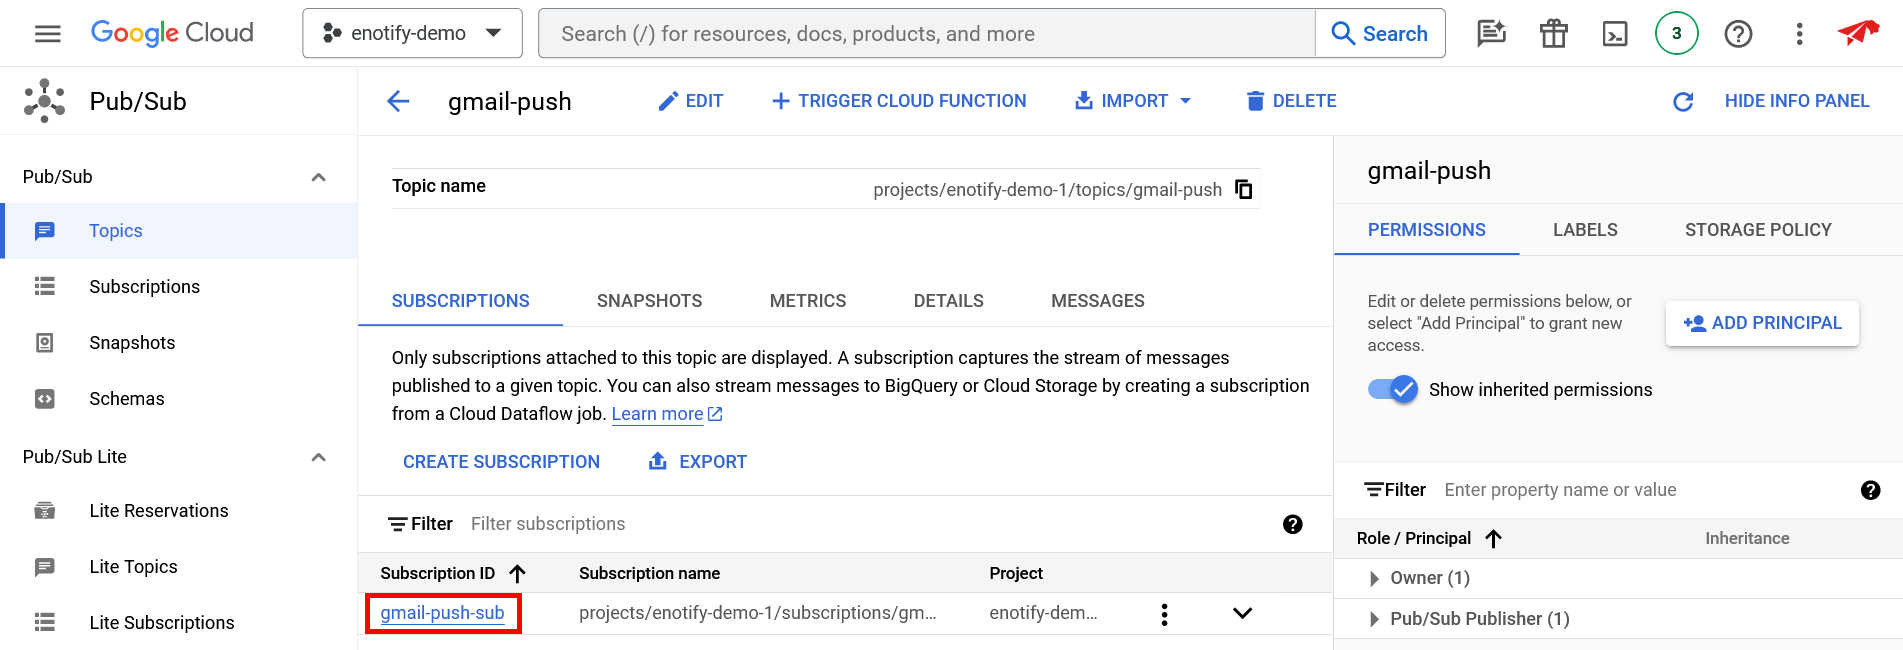 Google Cloud
enotify-demo
Search (/) for resources, docs, products, and more
Search
3
Pub/Sub
gmail-push
EDIT
TRIGGER CLOUD FUNCTION
IMPORT
DELETE
HIDE INFO PANEL
Pub/Sub
Topics
Subscriptions
Snapshots
Schemas
Pub/Sub Lite
Lite Reservations
Lite Topics
Lite Subscriptions
Topic name
projects/enotify-demo-1/topics/gmail-push
SUBSCRIPTIONS
SNAPSHOTS
METRICS
DETAILS
MESSAGES
Only subscriptions attached to this topic are displayed. A subscription captures the stream of messages
published to a given topic. You can also stream messages to BigQuery or Cloud Storage by creating a subscription
from a Cloud Dataflow job. Learn more
CREATE SUBSCRIPTION
EXPORT
Filter
Filter subscriptions
Subscription ID
Subscription name
Project
gmail-push-sub
projects/enotify-demo-1/subscriptions/gm...
enotify-dem...
gmail-push
PERMISSIONS
LABELS
STORAGE POLICY
Edit or delete permissions below, or
select "Add Principal" to grant new
access.
ADD PRINCIPAL
Show inherited permissions
Filter
Enter property name or value
Role / Principal
Inheritance
Owner (1)
Pub/Sub Publisher (1)